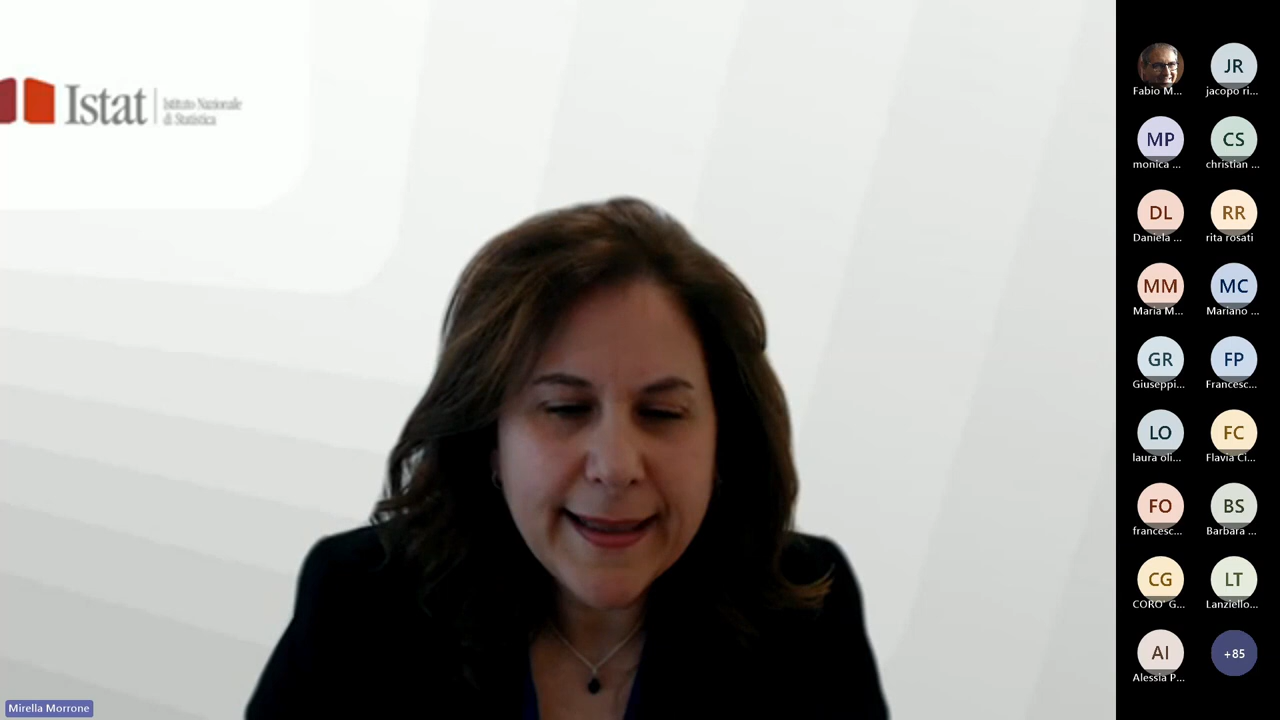 Istat
Istituto Nazionale
di Statistica
Mirella Morrone
Fabio M...
JR
jacopo ri...
MP
monica ...
CS
christian ...
DL
Daniela ...
RR
rita rosati
MM
Maria M...
MC
Mariano ...
GR
Giuseppi...
FP
Francesc...
LO
laura oli...
FC
Flavia Ci...
FO
francesc...
BS
Barbara ...
CG
CORO' G...
LT
Lanziello...
AI
Alessia P...
+85